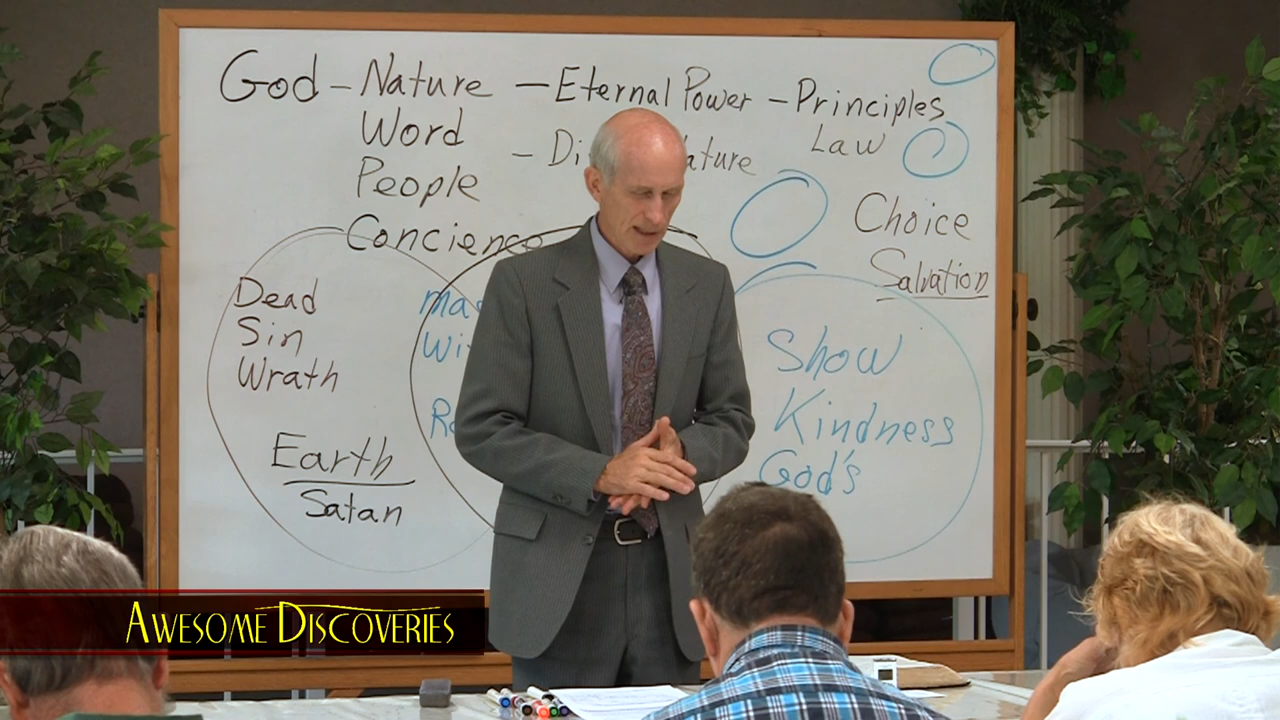 God – Nature – Eternal Power – Principles
Word
Law
People
Concience
Choice
Salvation
Dead
Sin
Wrath
Show
Kindness
God's
Earth
Satan
AWESOME DISCOVERIES